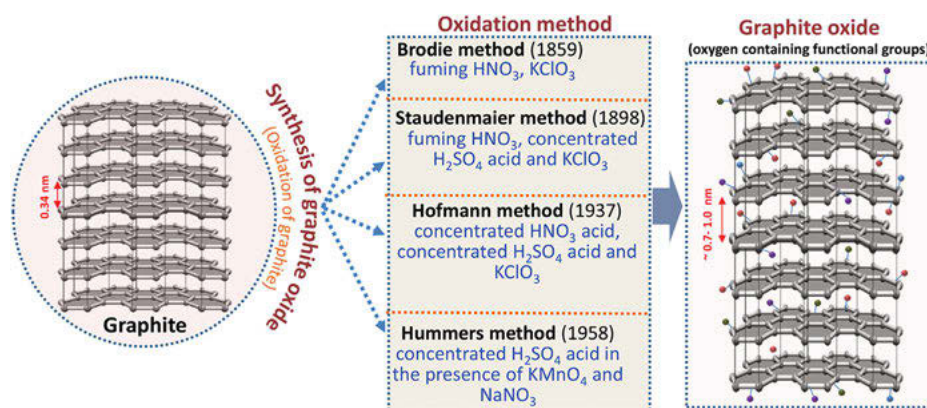 0.34 nm
Graphite
Synthesis of graphite oxide
(Oxidation of graphite)
Oxidation method
Brodie method (1859)
fuming HNO₃, KClO₃
Staudenmaier method (1898)
fuming HNO₃, concentrated
H₂SO₄ acid and KClO₃
Hofmann method (1937)
concentrated HNO₃ acid,
concentrated H₂SO₄ acid and
KClO₃
Hummers method (1958)
concentrated H₂SO₄ acid in
the presence of KMnO₄ and
NaNO₃
Graphite oxide
(oxygen containing functional groups)
~ 0.7- 1.0 nm